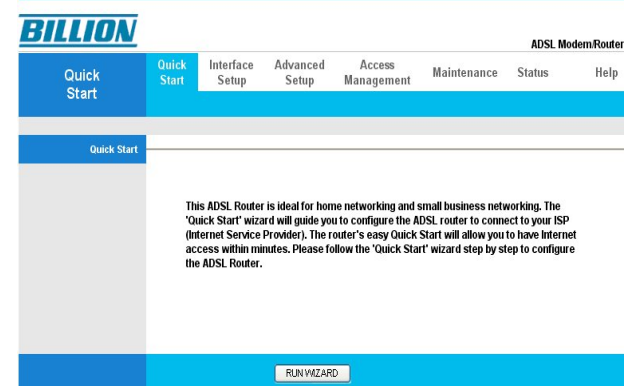 BILLION
ADSL Modem/Router
Quick Start
Quick Start
Interface Setup
Advanced Setup
Access Management
Maintenance
Status
Help
Quick Start
This ADSL Router is ideal for home networking and small business networking. The
'Quick Start' wizard will guide you to configure the ADSL router to connect to your ISP
(Internet Service Provider). The router's easy Quick Start will allow you to have Internet
access within minutes. Please follow the 'Quick Start' wizard step by step to configure
the ADSL Router.
RUN WIZARD